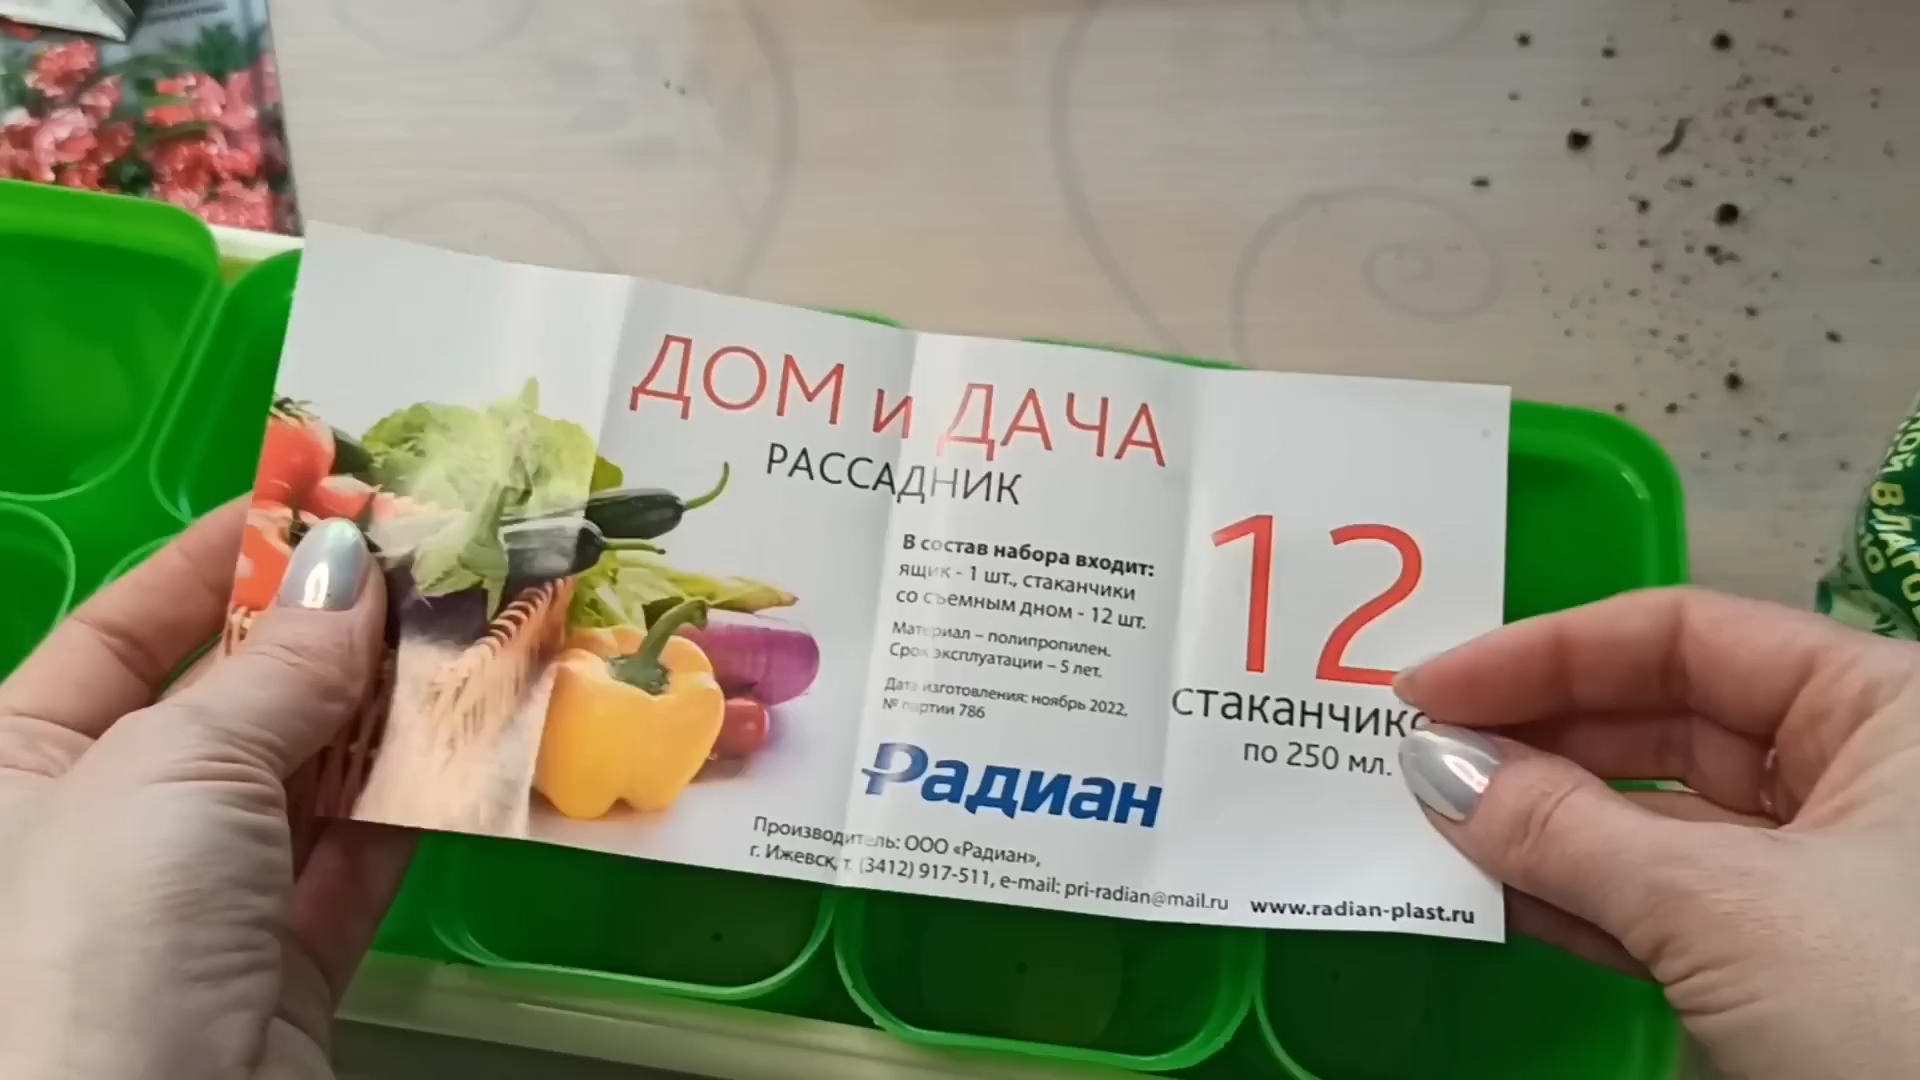 ДОМ и ДАЧА
РАССАДНИК
В состав набора входит:
ящик - 1 шт., стаканчики
со съемным дном - 12 шт.
Материал – полипропилен.
Срок эксплуатации – 5 лет.
Дата изготовления: ноябрь 2022,
№ партии 786
Радиан
12
стаканчико
по 250 мл.
Производитель: ООО «Радиан»,
г. Ижевск, т. (3412) 917-511, e-mail: pri-radian@mail.ru
www.radian-plast.ru